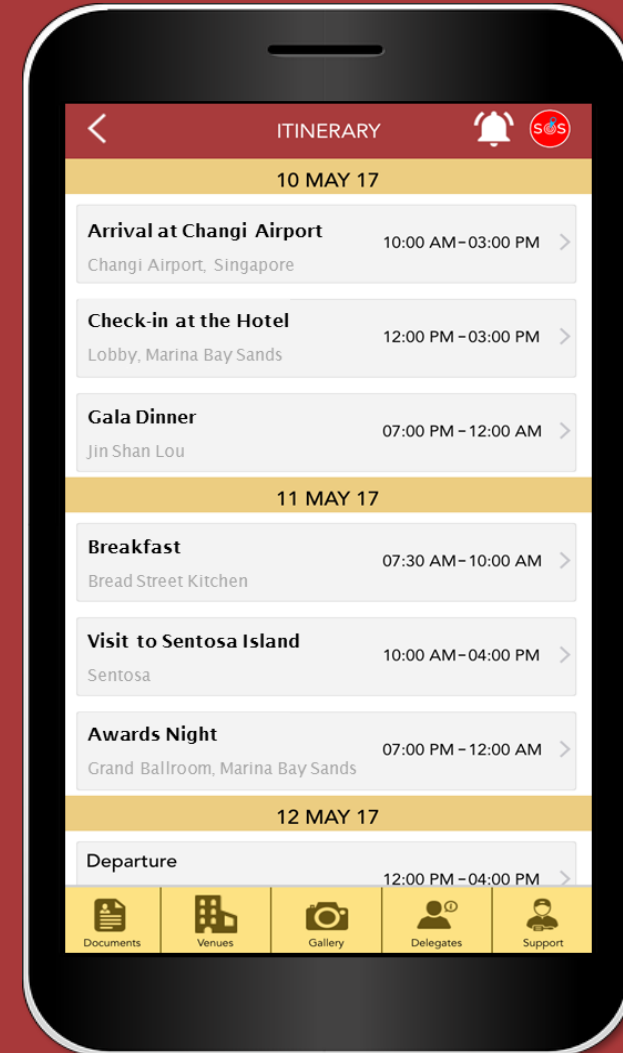 ITINERARY
SOS
10 MAY 17
Arrival at Changi Airport
10:00 AM–03:00 PM
Changi Airport, Singapore
Check-in at the Hotel
12:00 PM–03:00 PM
Lobby, Marina Bay Sands
Gala Dinner
07:00 PM–12:00 AM
Jin Shan Lou
11 MAY 17
Breakfast
07:30 AM–10:00 AM
Bread Street Kitchen
Visit to Sentosa Island
10:00 AM–04:00 PM
Sentosa
Awards Night
07:00 PM–12:00 AM
Grand Ballroom, Marina Bay Sands
12 MAY 17
Departure
12:00 PM–04:00 PM
Documents
Venues
Gallery
Delegates
Support